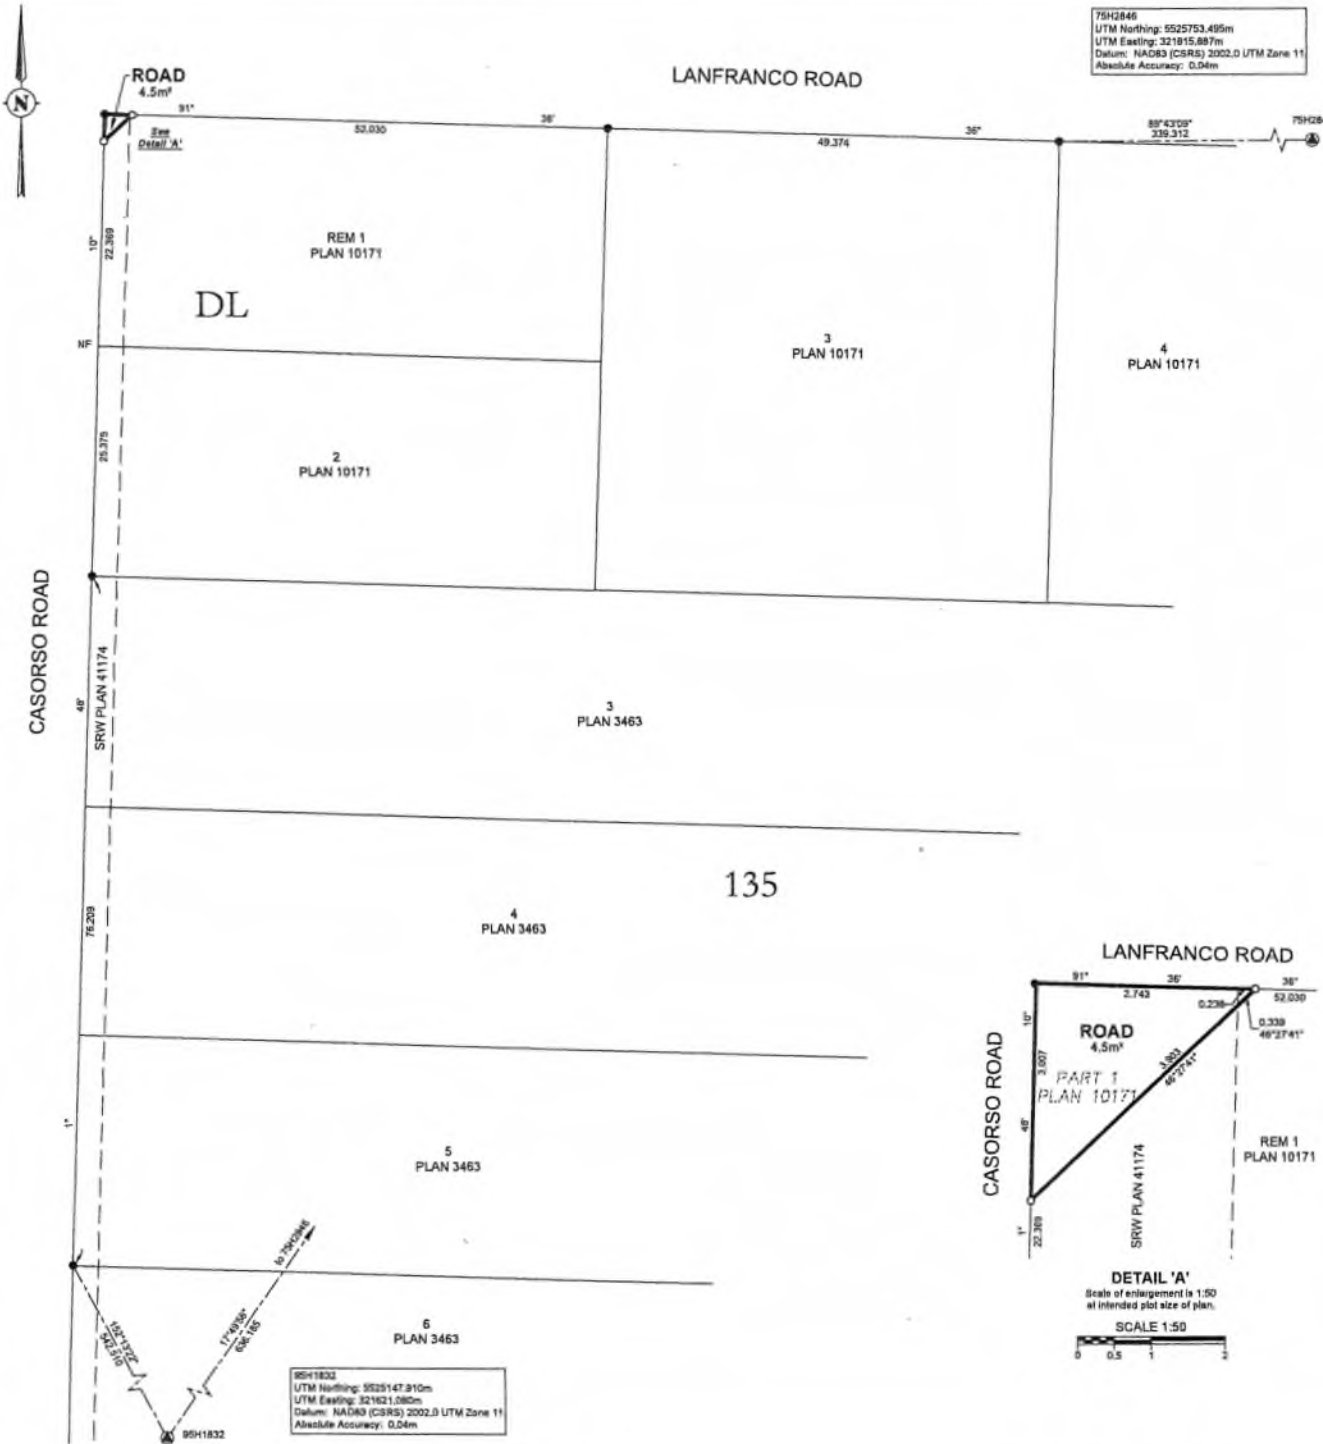 75H2846
UTM Northing: 5525753.495m
UTM Easting: 321815.887m
Datum: NAD83 (CSRS) 2002.0 UTM Zone 11
Absolute Accuracy: 0.04m
LANFRANCO ROAD
ROAD
4.5m²
N
See
Detail 'A'
91°
52.030
36'
49.374
36"
89°43'09"
339.312
75H284
10"
22.369
REM 1
PLAN 10171
DL
NF
3
PLAN 10171
4
PLAN 10171
25.375
2
PLAN 10171
CASORSO ROAD
SRW PLAN 41174
48'
3
PLAN 3463
135
76.209
4
PLAN 3463
1°
5
PLAN 3463
to 75H2846
152°13'22"
542.510
17°49'56"
636.185
6
PLAN 3463
95H1832
UTM Northing: 5525147.910m
UTM Easting: 321621.080m
Datum: NAD83 (CSRS) 2002.0 UTM Zone 11
Absolute Accuracy: 0.04m
95H1832
LANFRANCO ROAD
91°
36'
36"
2.743
0.238
52.030
0.339
46°27'41"
10"
3.007
ROAD
4.5m²
3.903
46°27'41"
PART 1
PLAN 10171
CASORSO ROAD
48'
SRW PLAN 41174
REM 1
PLAN 10171
1°
22.369
DETAIL 'A'
Scale of enlargement is 1:50
at intended plot size of plan.
SCALE 1:50
0 0.5 1 2